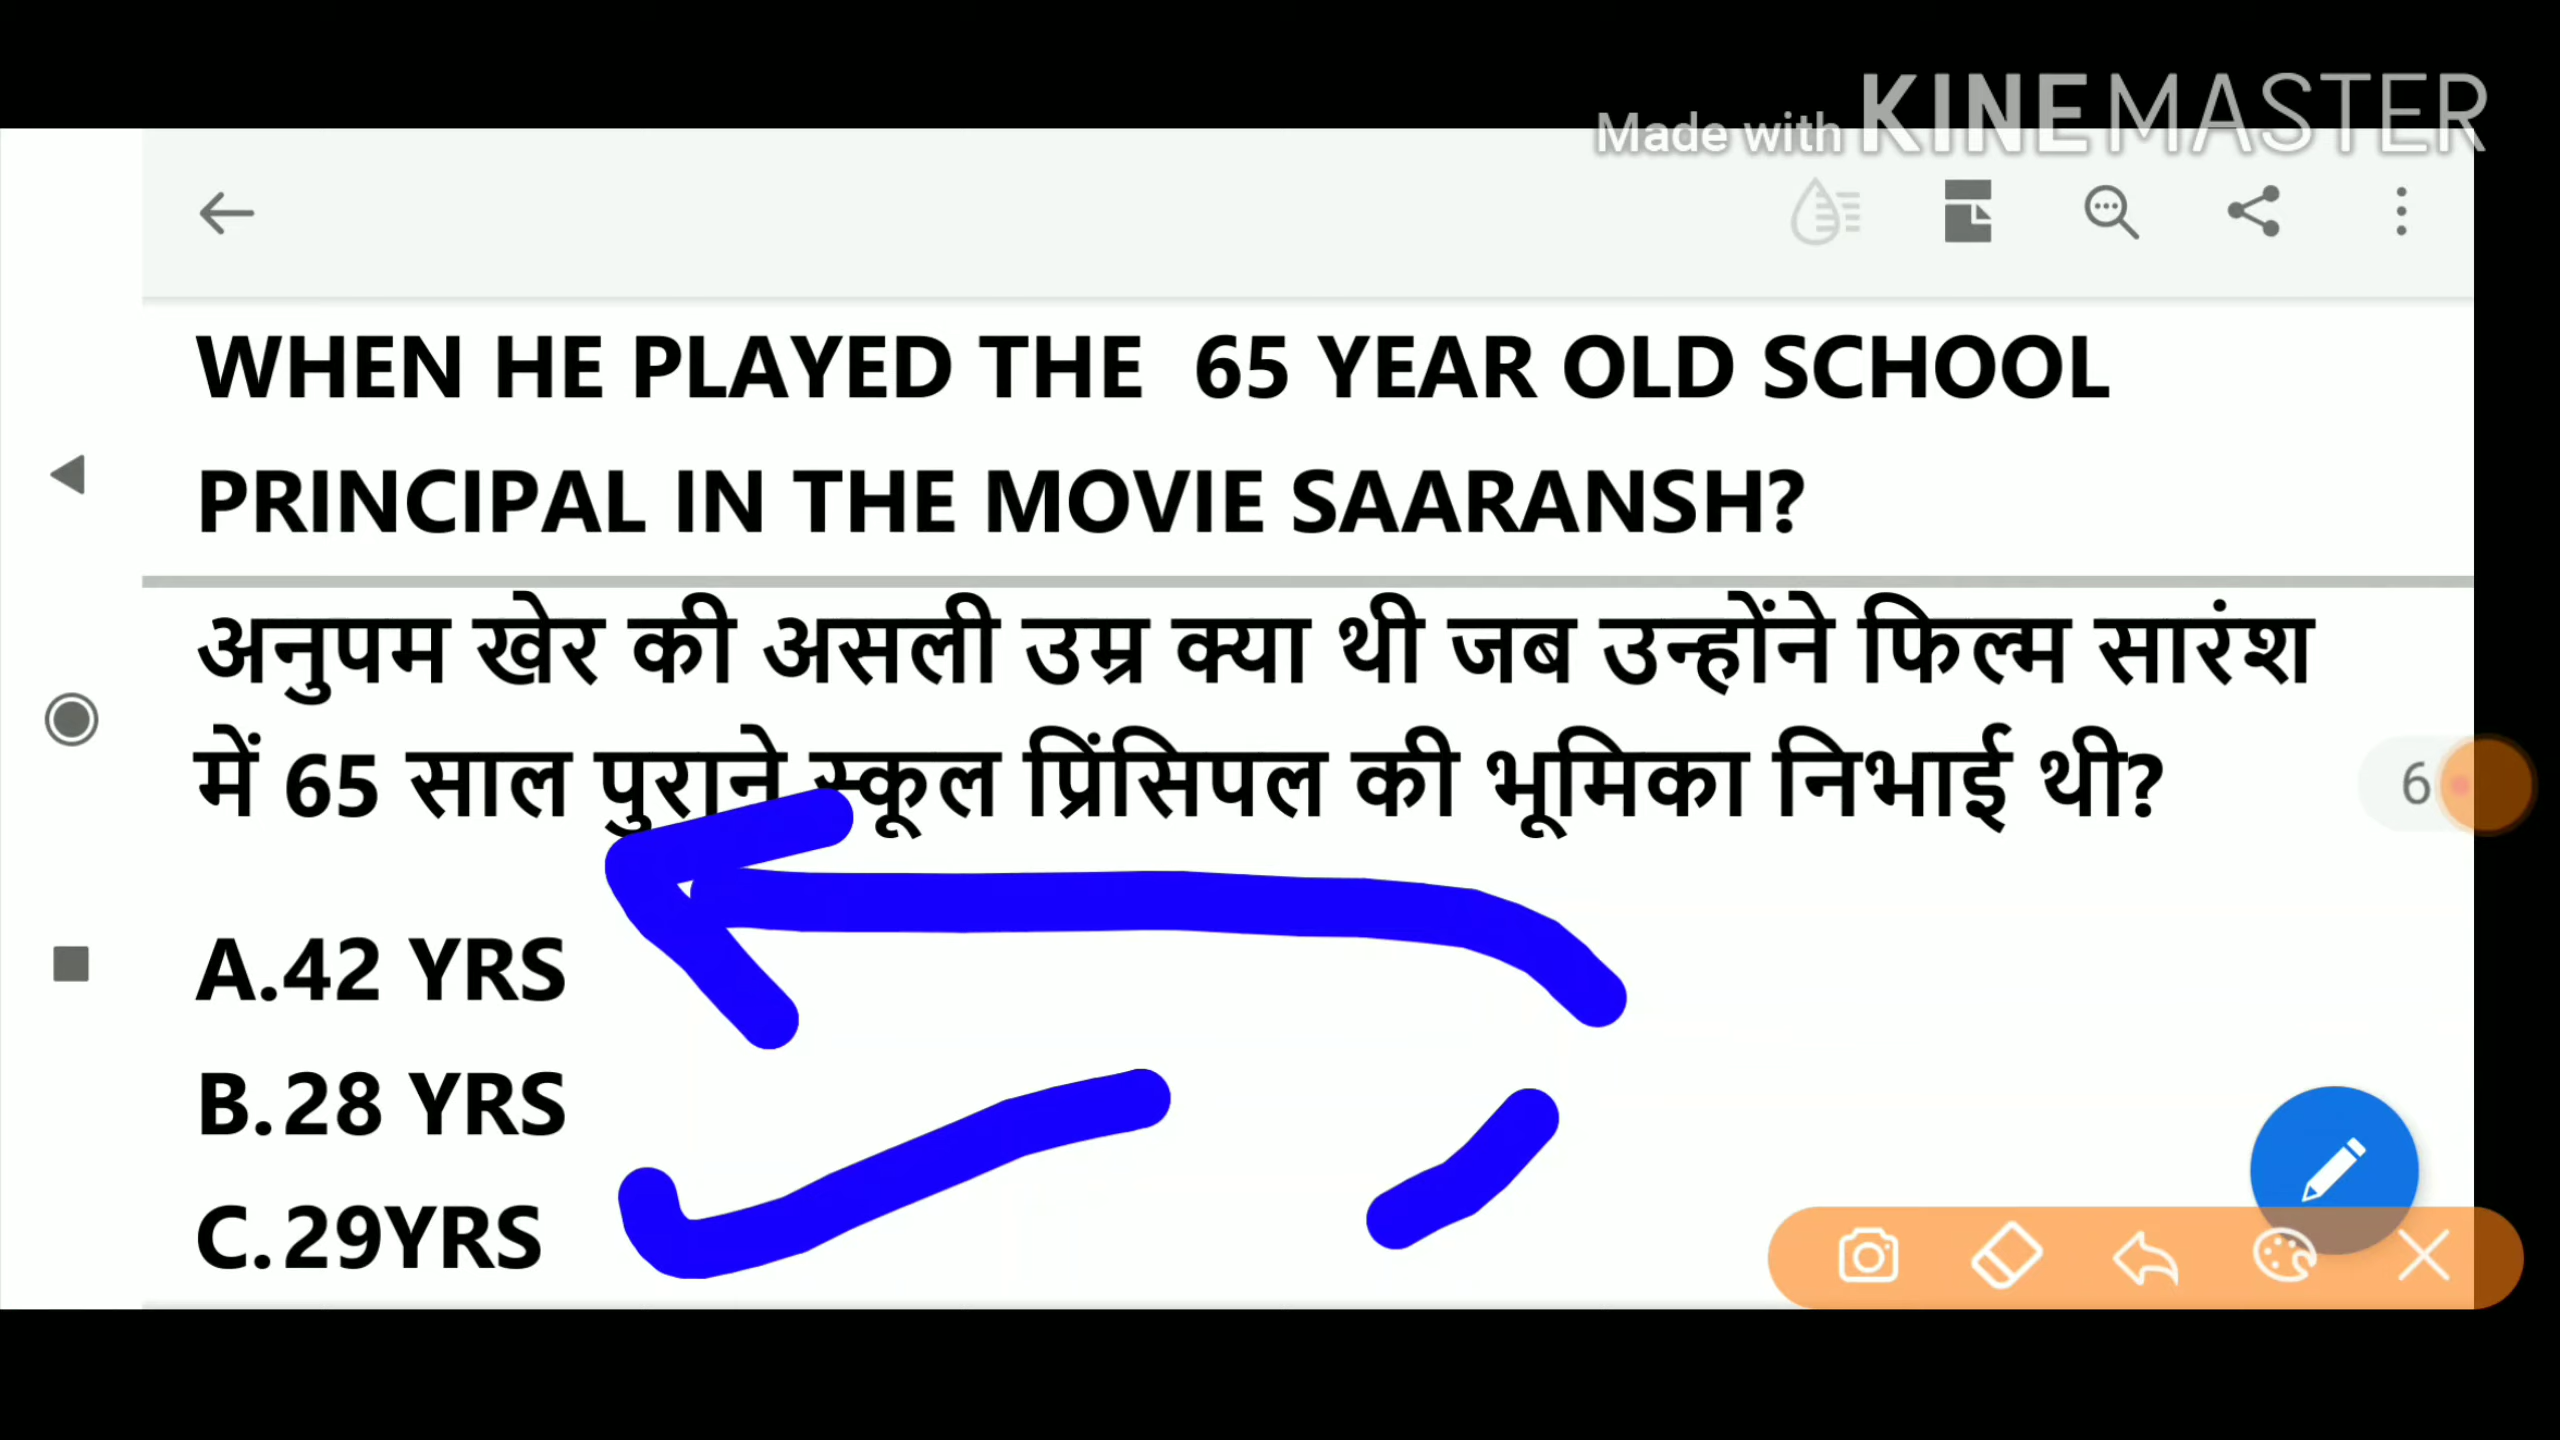 Made with KINEMASTER
WHEN HE PLAYED THE 65 YEAR OLD SCHOOL
PRINCIPAL IN THE MOVIE SAARANSH?
अनुपम खेर की असली उम्र क्या थी जब उन्होंने फिल्म सारंश
में 65 साल पुराने स्कूल प्रिंसिपल की भूमिका निभाई थी?
6
A.42 YRS
B.28 YRS
C.29YRS